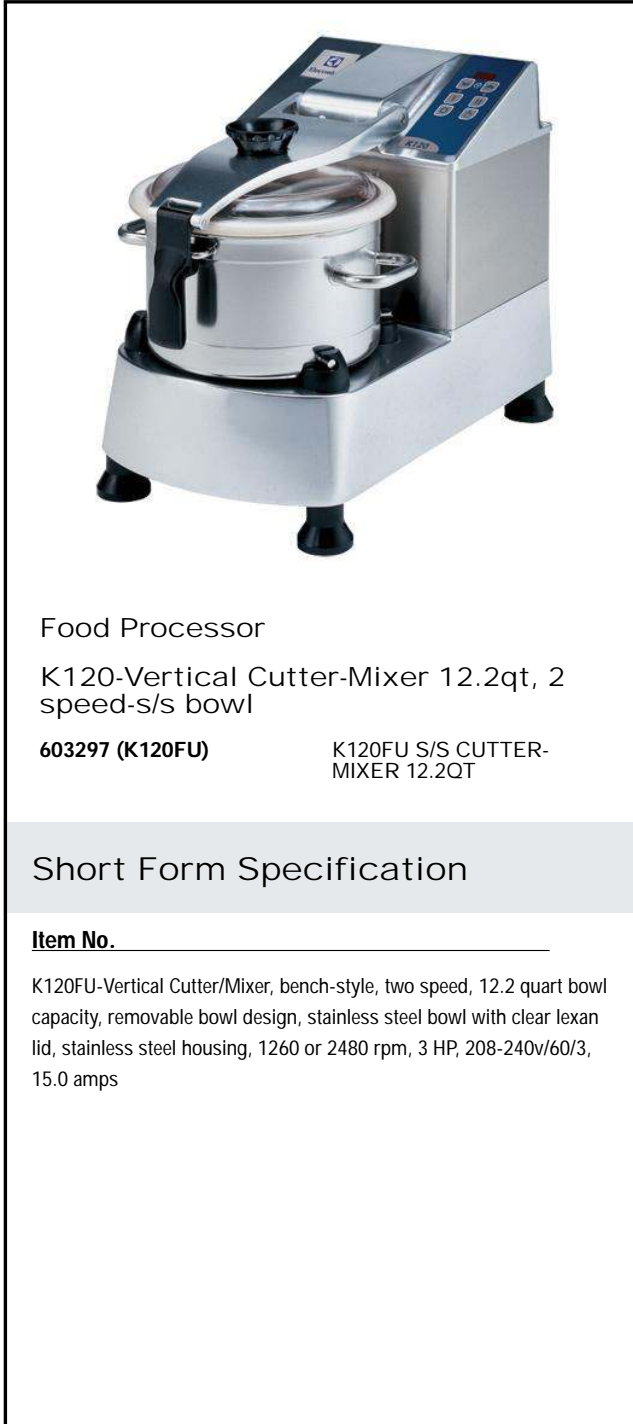 Electrolux
K120
Food Processor
K120-Vertical Cutter-Mixer 12.2qt, 2
speed-s/s bowl
603297 (K120FU)
K120FU S/S CUTTER-
MIXER 12.2QT
Short Form Specification
Item No.
K120FU-Vertical Cutter/Mixer, bench-style, two speed, 12.2 quart bowl
capacity, removable bowl design, stainless steel bowl with clear lexan
lid, stainless steel housing, 1260 or 2480 rpm, 3 HP, 208-240v/60/3,
15.0 amps